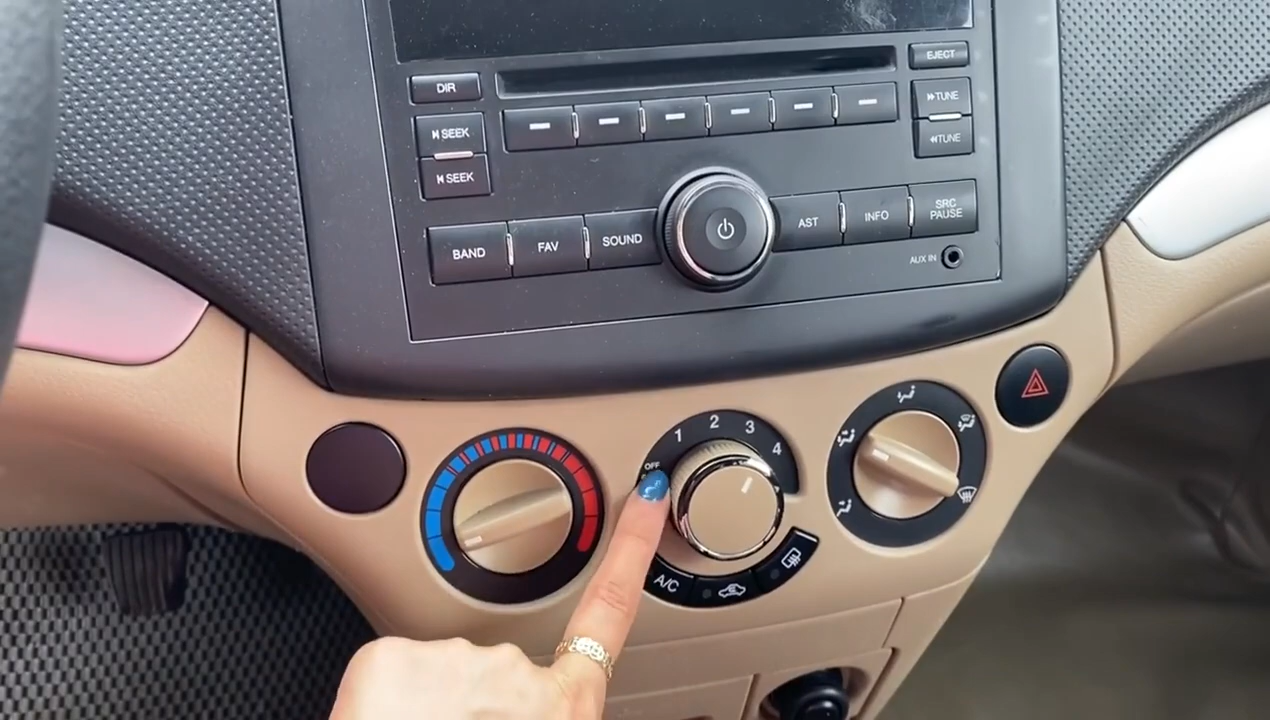 EJECT
DIR
TUNE
SEEK
TUNE
SEEK
SRC
PAUSE
AST
INFO
SOUND
FAV
BAND
AUX IN
1
2
3
4
OFF
A/C